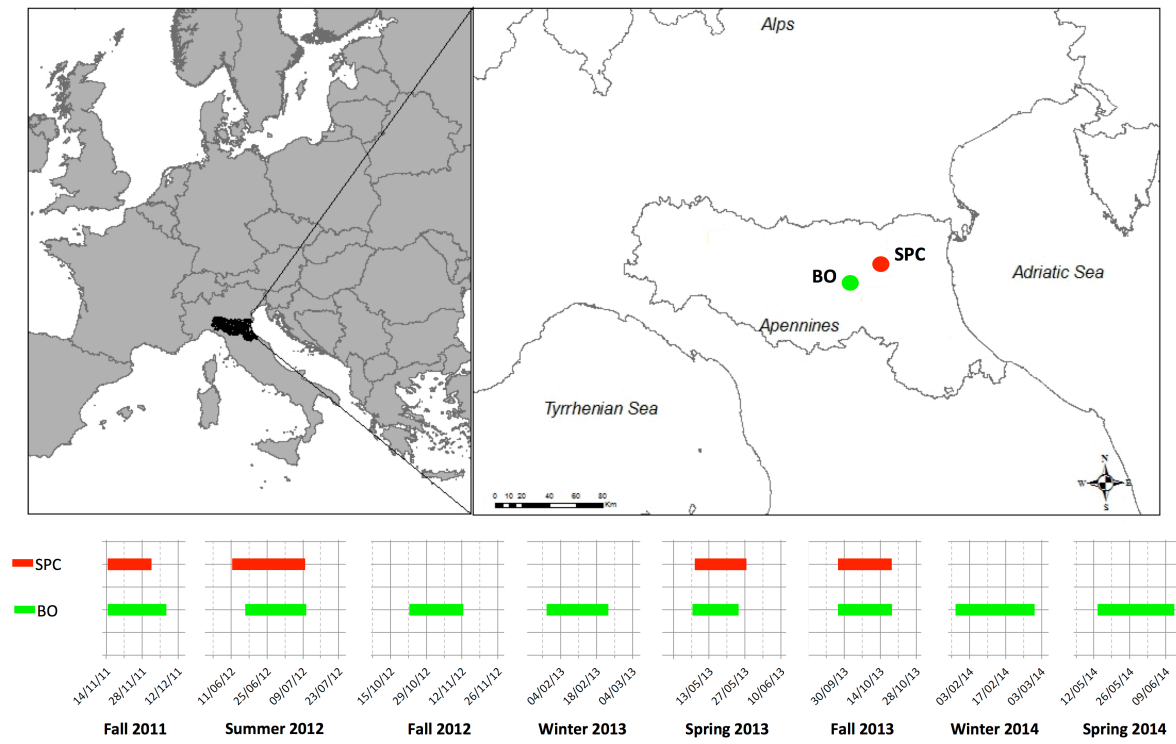 Alps
SPC
BO
Adriatic Sea
Apennines
Tyrrhenian Sea
N
W E
S
0 10 20 40 60 80
Km
SPC
BO
14/11/11 28/11/11 12/12/11 11/06/12 25/06/12 09/07/12 23/07/12 15/10/12 29/10/12 12/11/12 26/11/12 04/02/13 18/02/13 04/03/13 13/05/13 27/05/13 10/06/13 30/09/13 14/10/13 28/10/13 03/02/14 17/02/14 03/03/14 12/05/14 26/05/14 09/06/14
Fall 2011 Summer 2012 Fall 2012 Winter 2013 Spring 2013 Fall 2013 Winter 2014 Spring 2014